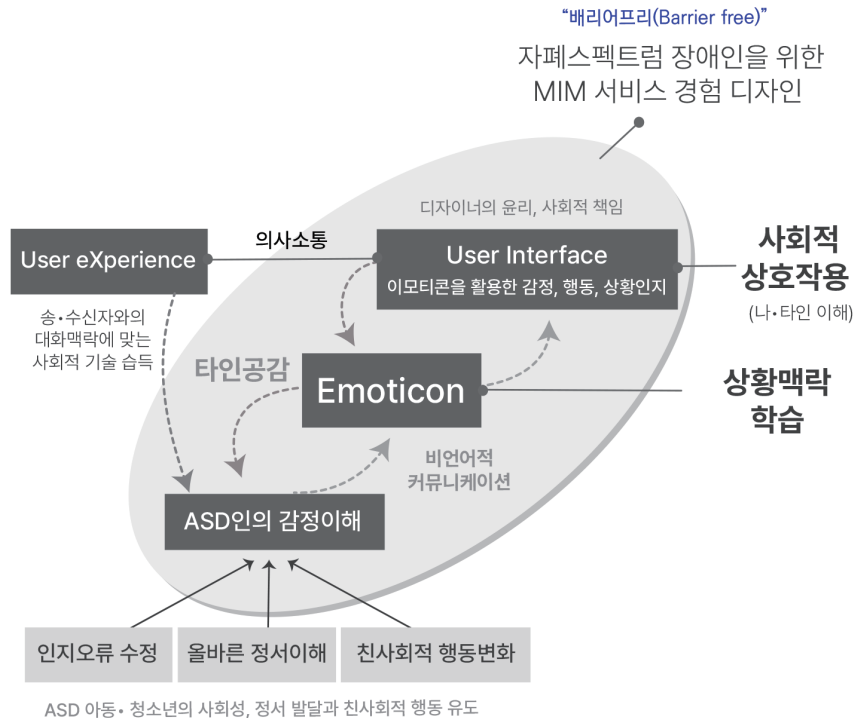 “배리어프리(Barrier free)”
자폐스펙트럼 장애인을 위한
MIM 서비스 경험 디자인
디자이너의 윤리, 사회적 책임
User eXperience
의사소통
User Interface
이모티콘을 활용한 감정, 행동, 상황인지
사회적
상호작용
(나•타인 이해)
송•수신자와의
대화맥락에 맞는
사회적 기술 습득
타인공감
Emoticon
상황맥락
학습
비언어적
커뮤니케이션
ASD인의 감정이해
인지오류 수정
올바른 정서이해
친사회적 행동변화
ASD 아동• 청소년의 사회성, 정서 발달과 친사회적 행동 유도